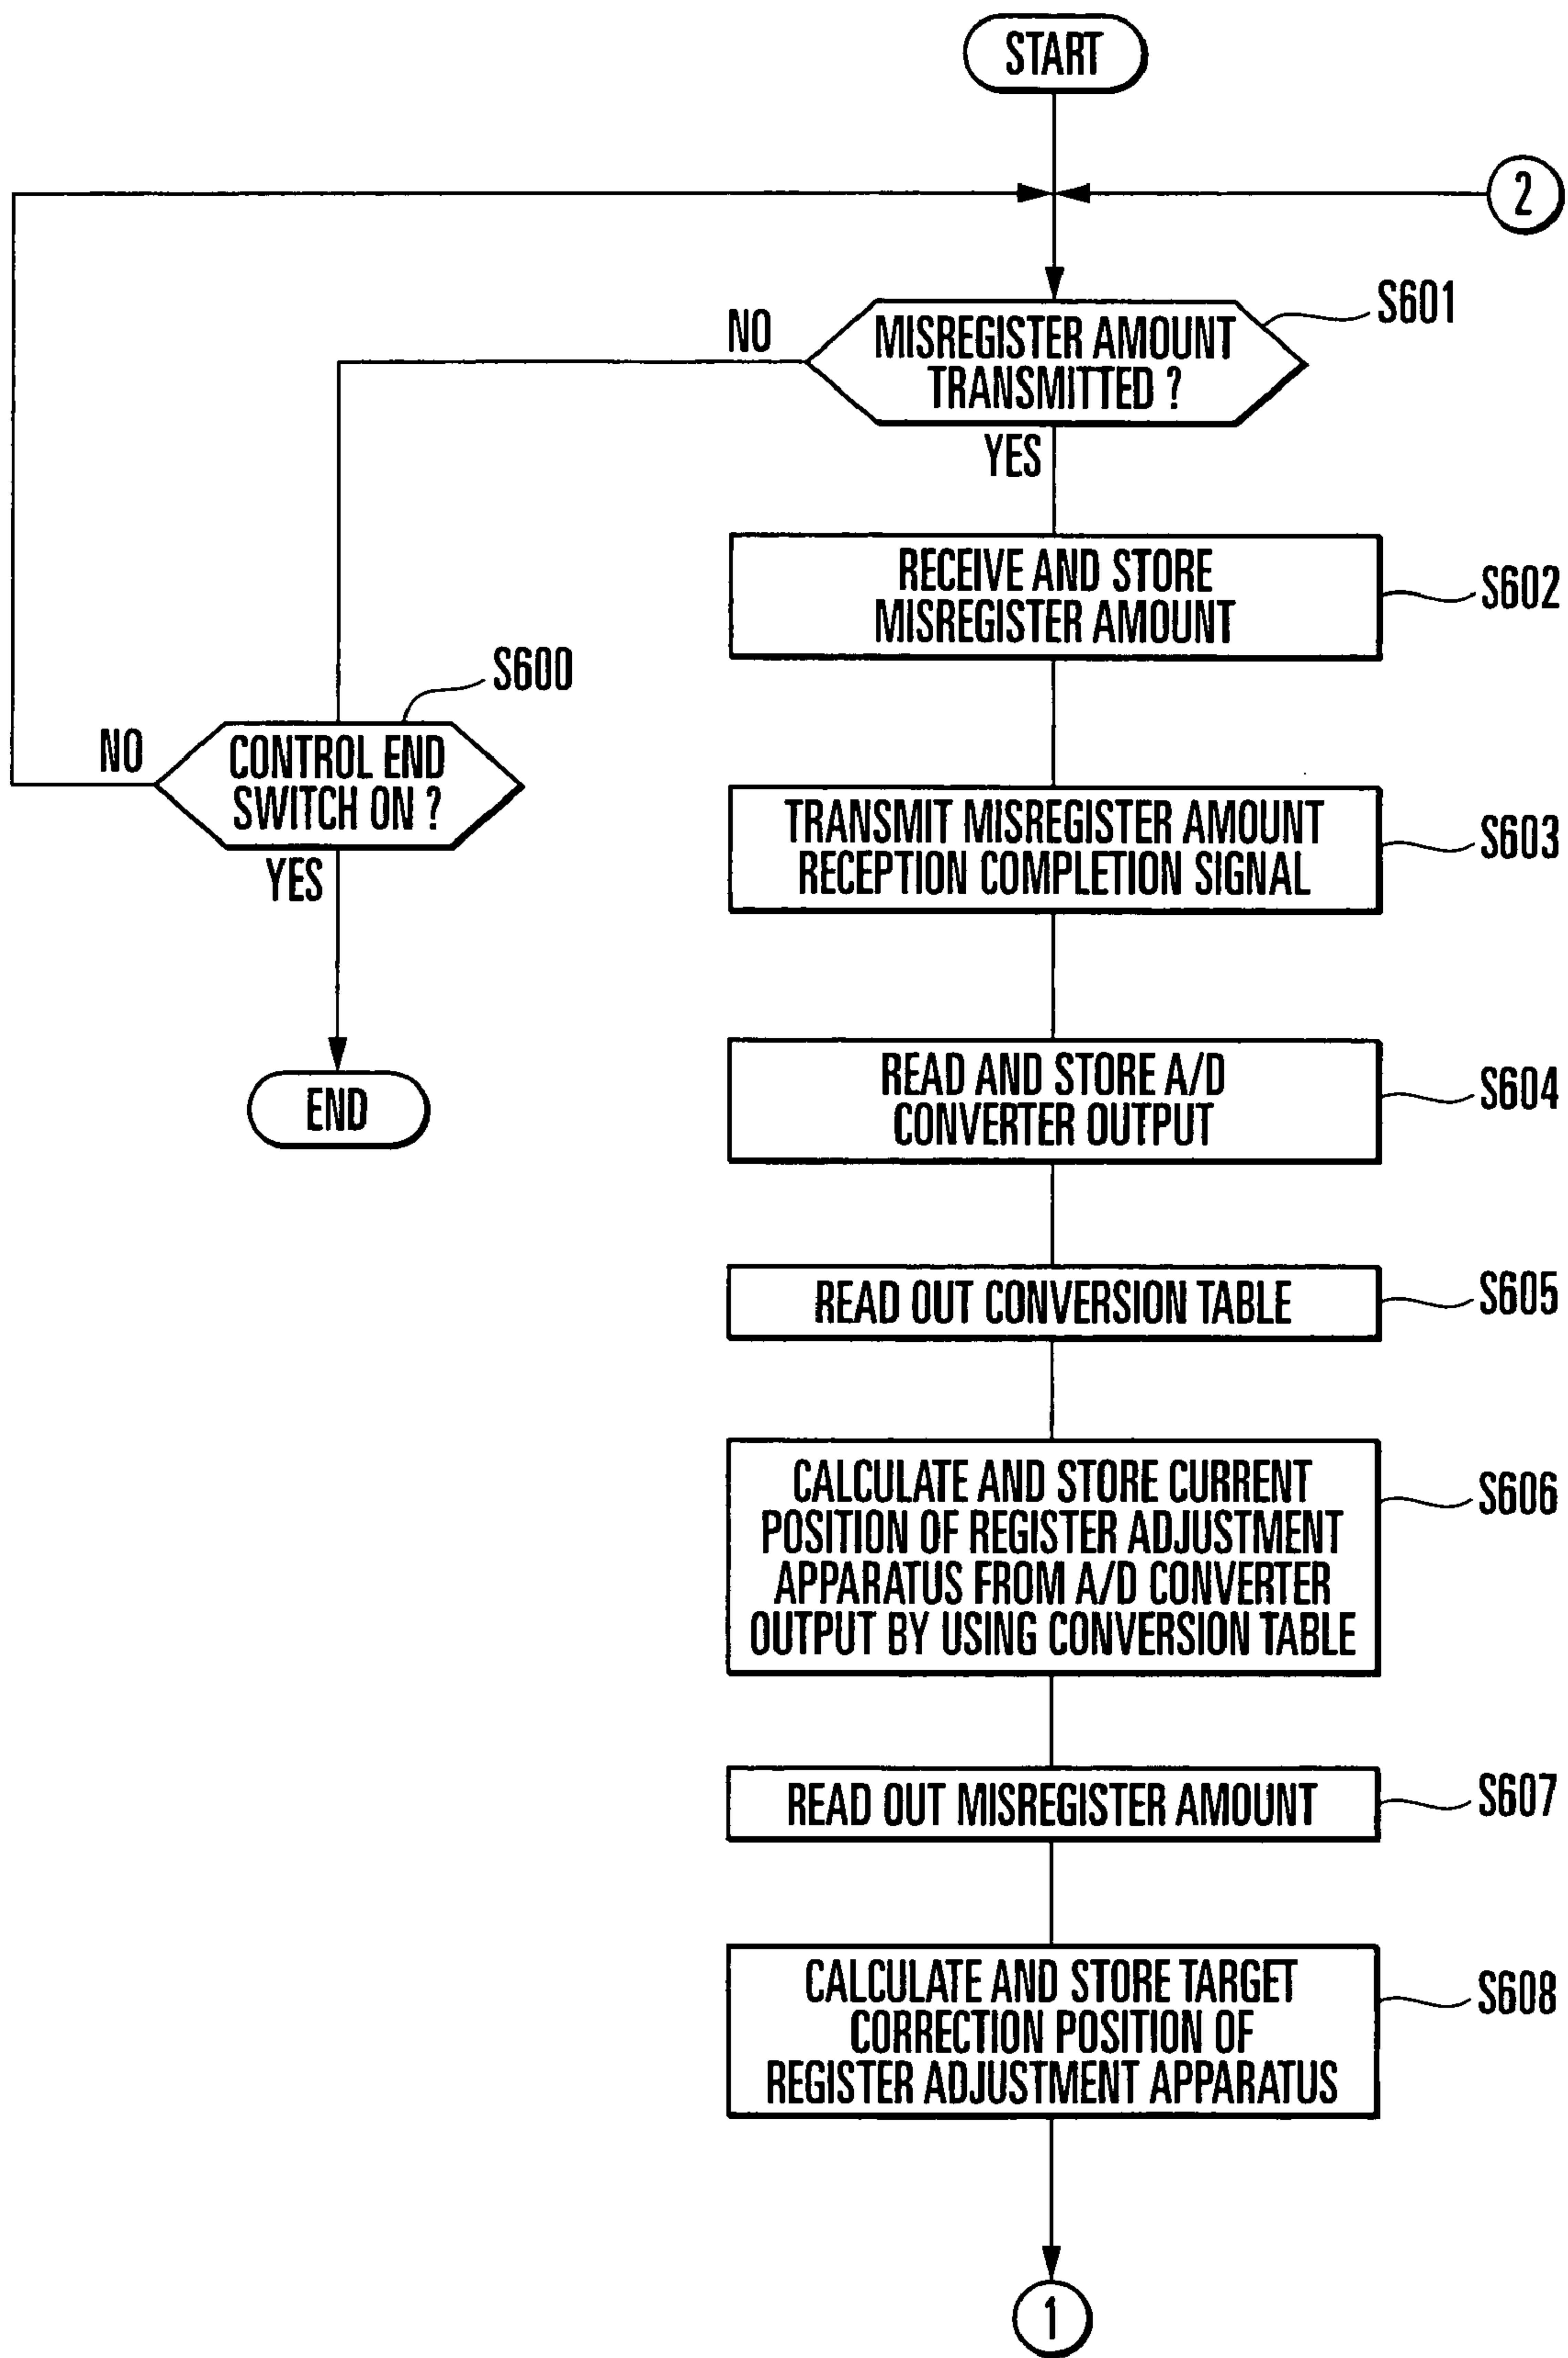 START
2
MISREGISTER AMOUNT
TRANSMITTED ?
S601
NO
YES
RECEIVE AND STORE
MISREGISTER AMOUNT
S602
S600
CONTROL END
SWITCH ON ?
NO
YES
END
TRANSMIT MISREGISTER AMOUNT
RECEPTION COMPLETION SIGNAL
S603
READ AND STORE A/D
CONVERTER OUTPUT
S604
READ OUT CONVERSION TABLE
S605
CALCULATE AND STORE CURRENT
POSITION OF REGISTER ADJUSTMENT
APPARATUS FROM A/D CONVERTER
OUTPUT BY USING CONVERSION TABLE
S606
READ OUT MISREGISTER AMOUNT
S607
CALCULATE AND STORE TARGET
CORRECTION POSITION OF
REGISTER ADJUSTMENT APPARATUS
S608
1